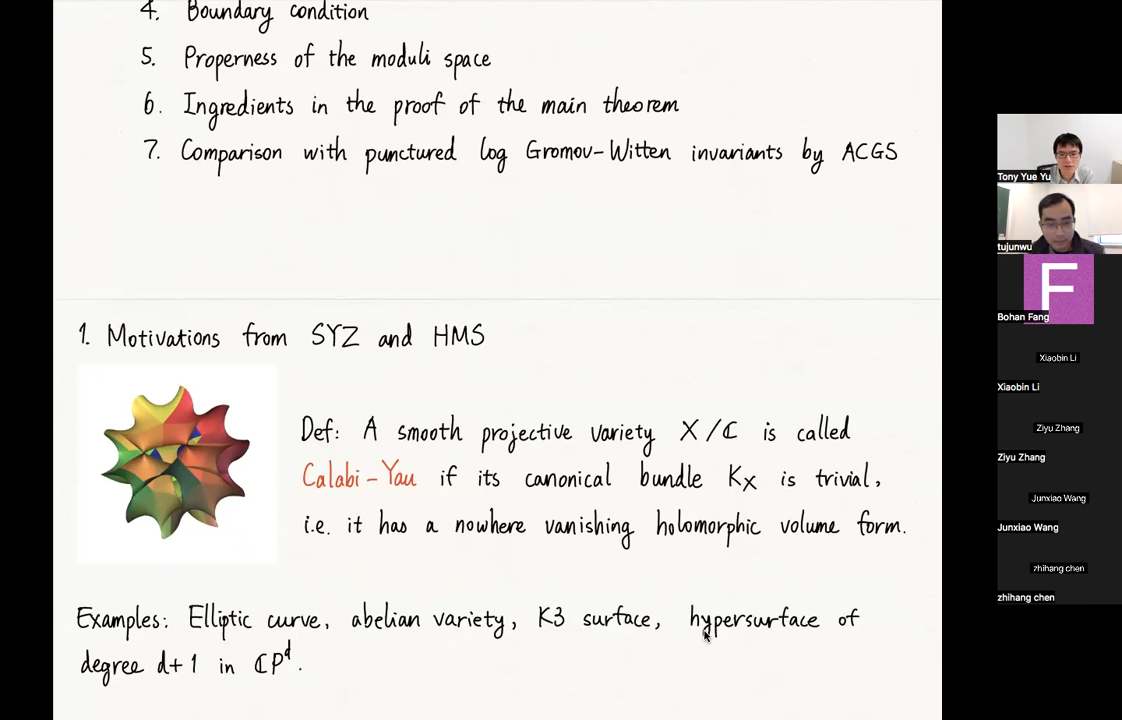 4. Boundary condition
5. Properness of the moduli space
6. Ingredients in the proof of the main theorem
7. Comparison with punctured log Gromov-Witten invariants by ACGS
1. Motivations from SYZ and HMS
Def: A smooth projective variety X/ℂ is called
Calabi-Yau if its canonical bundle K_X is trivial,
i.e. it has a nowhere vanishing holomorphic volume form.
Examples: Elliptic curve, abelian variety, K3 surface, hypersurface of
degree d+1 in ℂP^d.
Tony Yue Yu
tujunwu
F
Bohan Fang
Xiaobin Li
Xiaobin Li
Ziyu Zhang
Ziyu Zhang
Junxiao Wang
Junxiao Wang
zhihang chen
zhihang chen